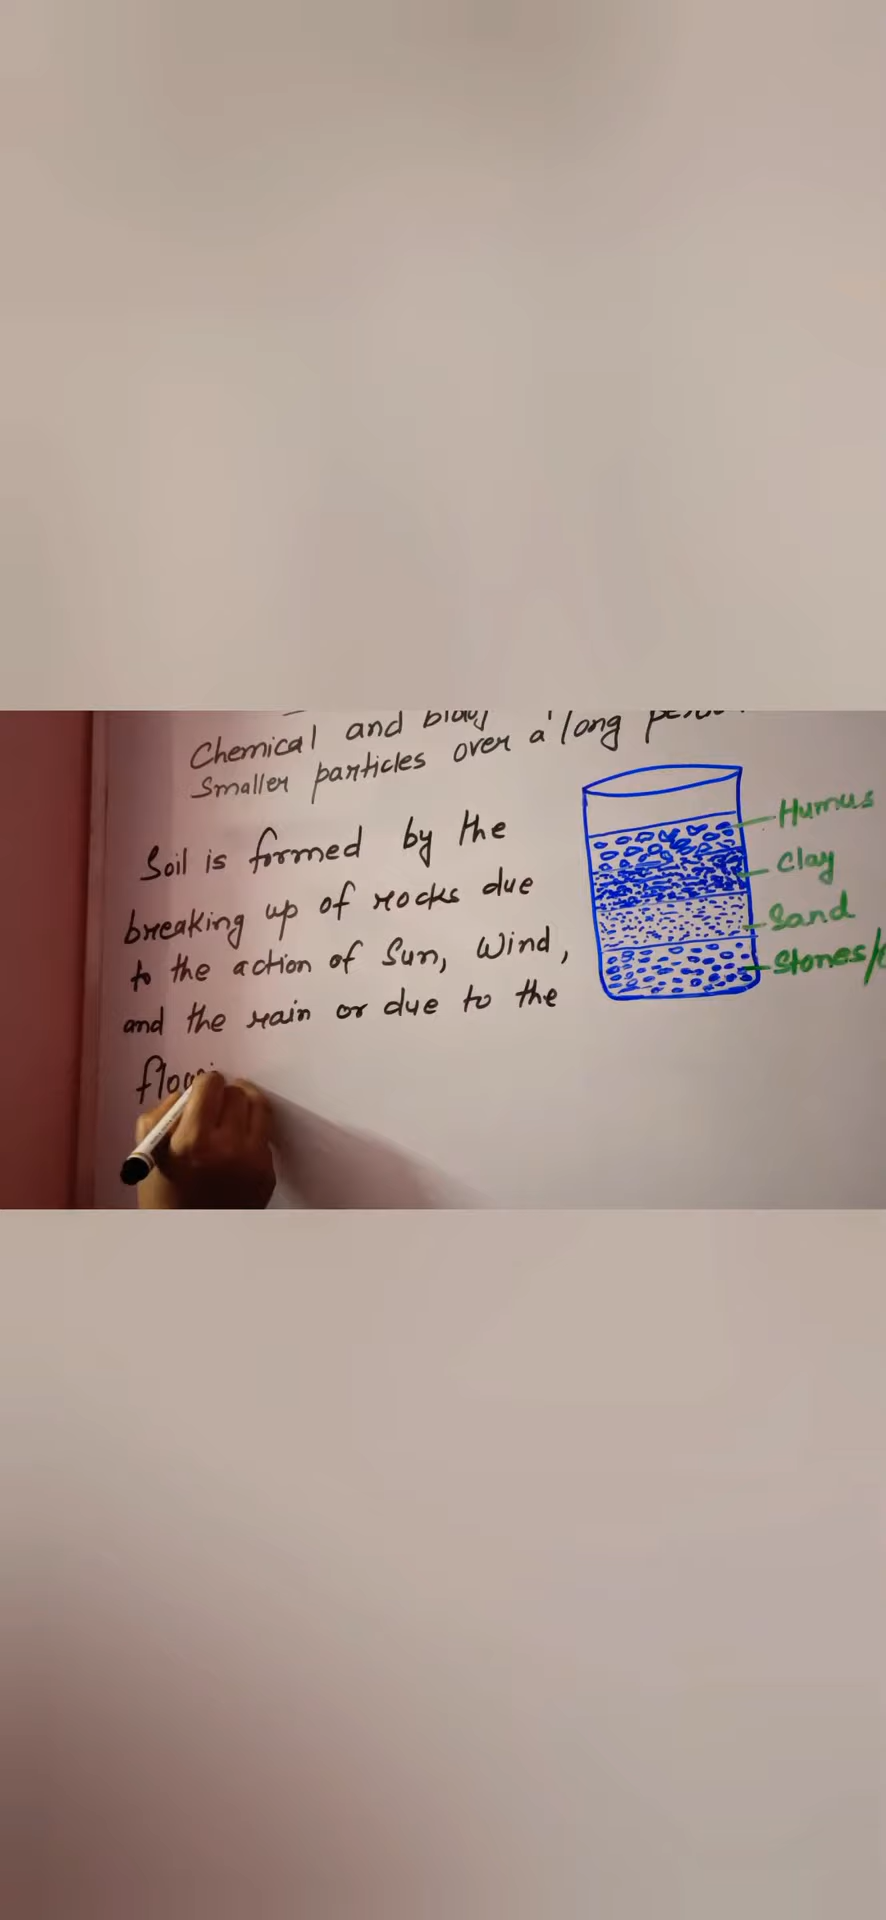 Chemical and
Smaller particles over a long
Soil is formed by the
breaking up of rocks due
to the action of Sun, Wind,
and the rain or due to the
Humus
Clay
Sand
Stones/